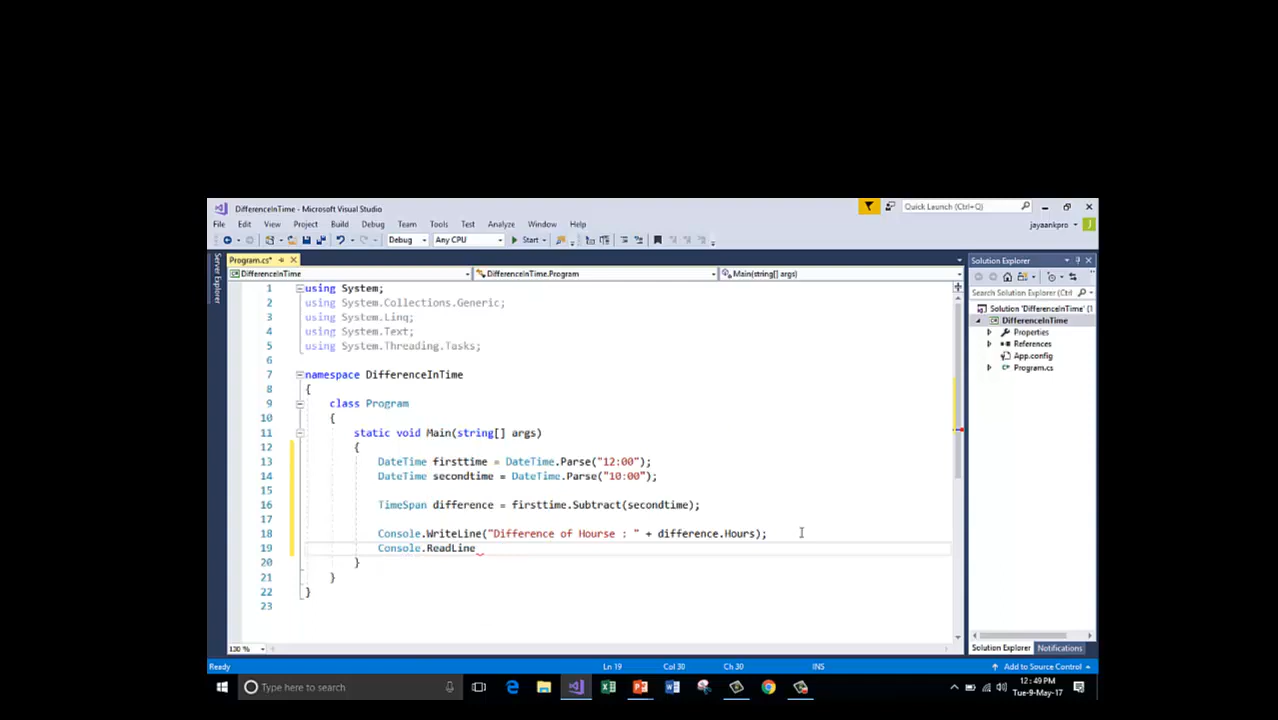 DifferenceInTime - Microsoft Visual Studio
Quick Launch (Ctrl+Q)
File Edit View Project Build Debug Team Tools Test Analyze Window Help
jayaankpro J
Debug Any CPU Start
Server Explorer
Program.cs*
Solution Explorer
DifferenceInTime DifferenceInTime.Program Main(string[] args)
1 using System;
2 using System.Collections.Generic;
3 using System.Linq;
4 using System.Text;
5 using System.Threading.Tasks;
6
7 namespace DifferenceInTime
8 {
9 class Program
10 {
11 static void Main(string[] args)
12 {
13 DateTime firsttime = DateTime.Parse("12:00");
14 DateTime secondtime = DateTime.Parse("10:00");
15
16 TimeSpan difference = firsttime.Subtract(secondtime);
17
18 Console.WriteLine("Difference of Hourse : " + difference.Hours);
19 Console.ReadLine
20 }
21 }
22 }
23
Search Solution Explorer (Ctrl
Solution 'DifferenceInTime' (1
DifferenceInTime
Properties
References
App.config
Program.cs
130 %
Solution Explorer Notifications
Ready Ln 19 Col 30 Ch 30 INS Add to Source Control
Type here to search
12:49 PM
Tue-9-May-17